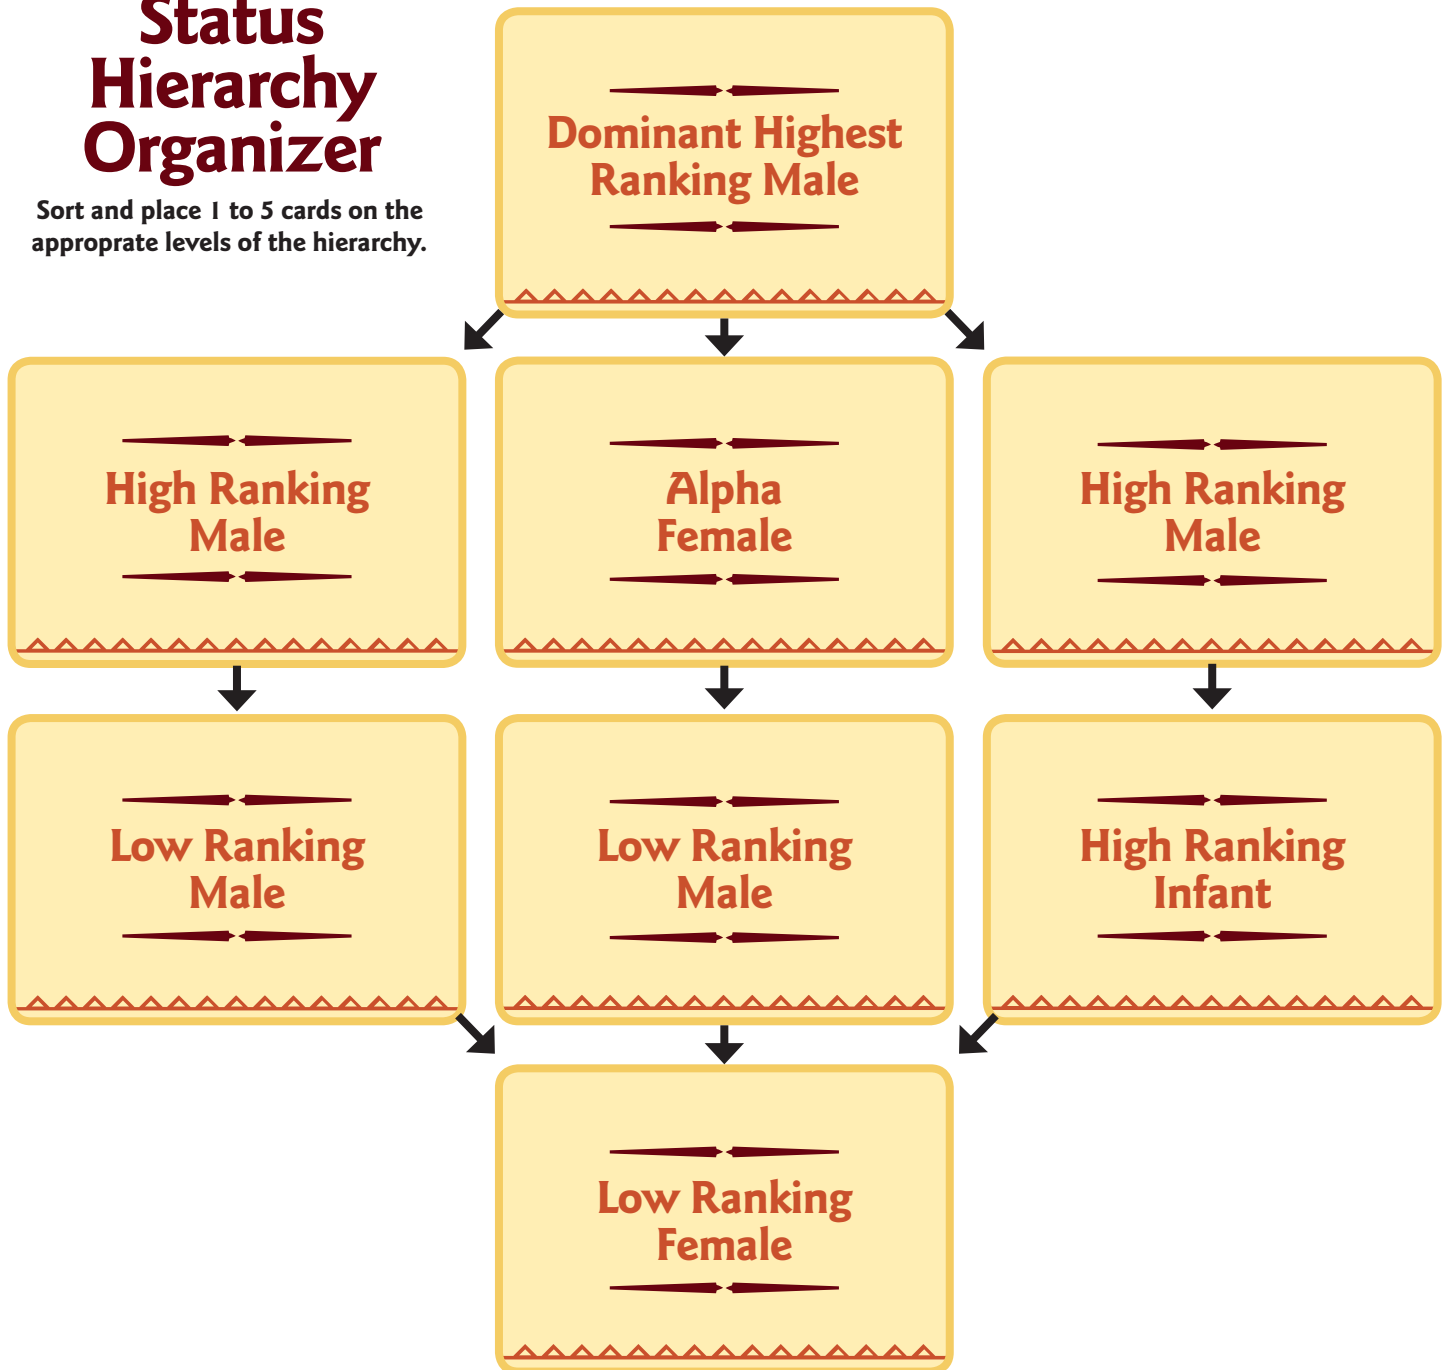 Status
Hierarchy
Organizer
Sort and place 1 to 5 cards on the
approprate levels of the hierarchy.
Dominant Highest
Ranking Male
High Ranking
Male
Alpha
Female
High Ranking
Male
Low Ranking
Male
Low Ranking
Male
High Ranking
Infant
Low Ranking
Female